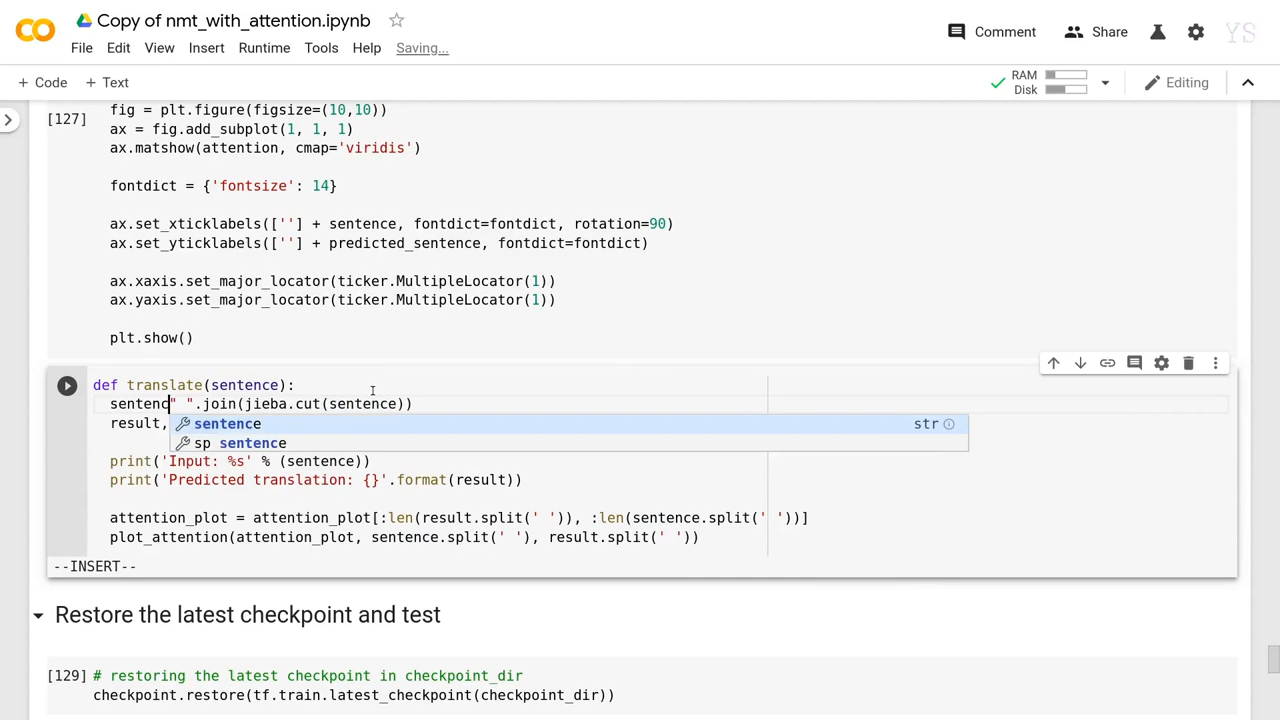 Copy of nmt_with_attention.ipynb
File Edit View Insert Runtime Tools Help Saving...
Comment Share YS
+ Code + Text
RAM
Disk
Editing
[127]
fig = plt.figure(figsize=(10,10))
ax = fig.add_subplot(1, 1, 1)
ax.matshow(attention, cmap='viridis')
fontdict = {'fontsize': 14}
ax.set_xticklabels([''] + sentence, fontdict=fontdict, rotation=90)
ax.set_yticklabels([''] + predicted_sentence, fontdict=fontdict)
ax.xaxis.set_major_locator(ticker.MultipleLocator(1))
ax.yaxis.set_major_locator(ticker.MultipleLocator(1))
plt.show()
def translate(sentence):
sentenc" ".join(jieba.cut(sentence))
result,
sentence str
sp sentence
print('Input: %s' % (sentence))
print('Predicted translation: {}'.format(result))
attention_plot = attention_plot[:len(result.split(' ')), :len(sentence.split(' '))]
plot_attention(attention_plot, sentence.split(' '), result.split(' '))
--INSERT--
Restore the latest checkpoint and test
[129] # restoring the latest checkpoint in checkpoint_dir
checkpoint.restore(tf.train.latest_checkpoint(checkpoint_dir))